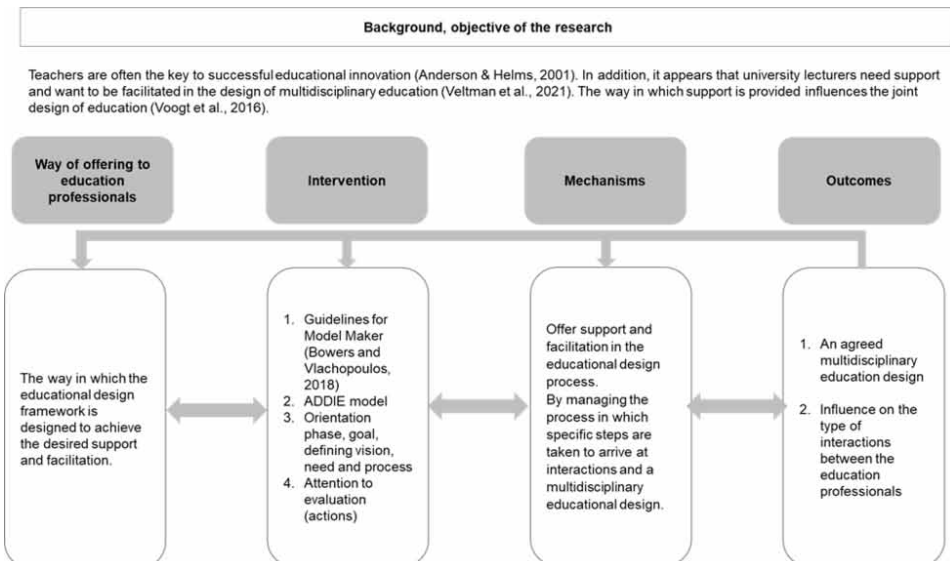 Background, objective of the research
Teachers are often the key to successful educational innovation (Anderson & Helms, 2001). In addition, it appears that university lecturers need support
and want to be facilitated in the design of multidisciplinary education (Veltman et al., 2021). The way in which support is provided influences the joint
design of education (Voogt et al., 2016).
Way of offering to
education
professionals
Intervention
Mechanisms
Outcomes
The way in which the
educational design
framework is
designed to achieve
the desired support
and facilitation.
1. Guidelines for
Model Maker
(Bowers and
Vlachopoulos,
2018)
2. ADDIE model
3. Orientation
phase, goal,
defining vision,
need and process
4. Attention to
evaluation
(actions)
Offer support and
facilitation in the
educational design
process.
By managing the
process in which
specific steps are
taken to arrive at
interactions and a
multidisciplinary
educational design.
1. An agreed
multidisciplinary
education design
2. Influence on the
type of
interactions
between the
education
professionals